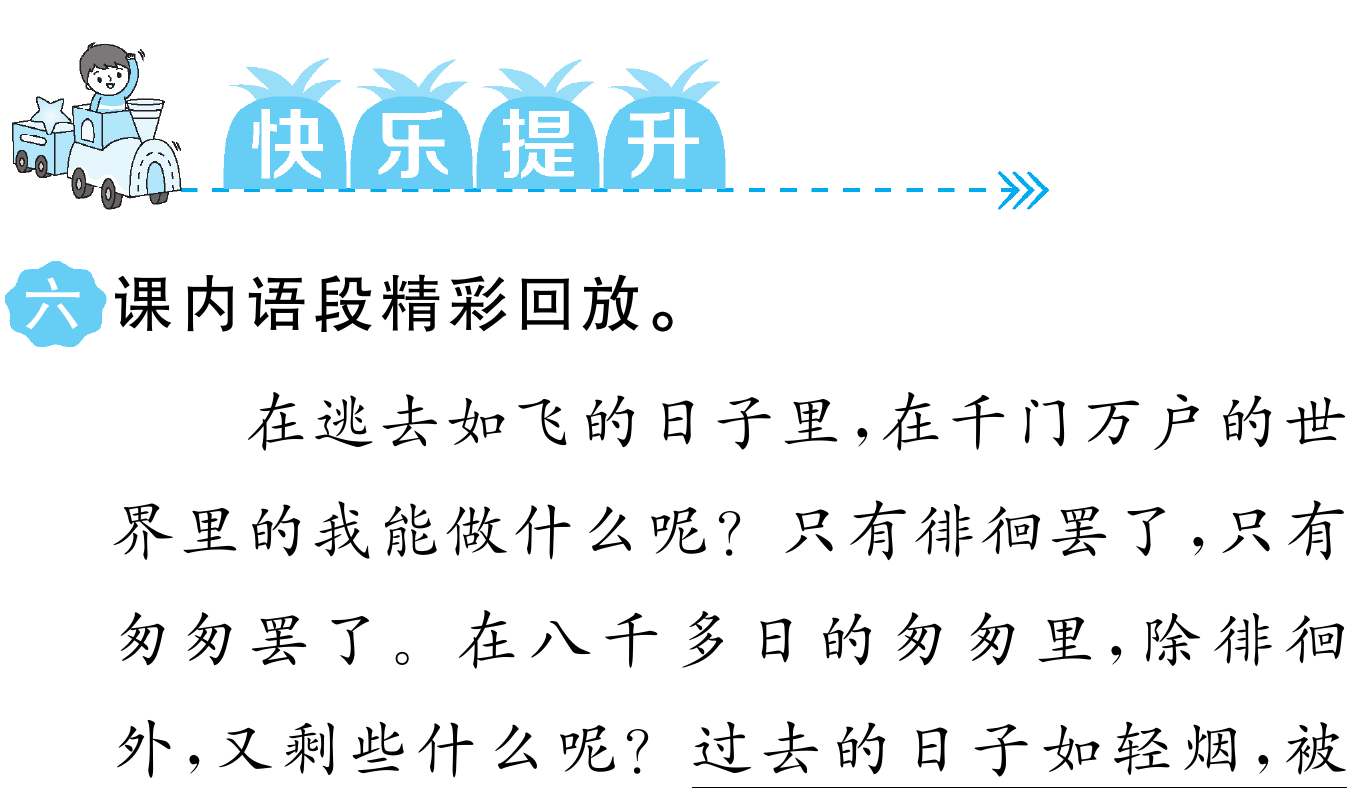 快乐提升
六 课内语段精彩回放。
在逃去如飞的日子里,在千门万户的世
界里的我能做什么呢?只有徘徊罢了,只有
匆匆罢了。在八千多日的匆匆里,除徘徊
外,又剩些什么呢?过去的日子如轻烟,被